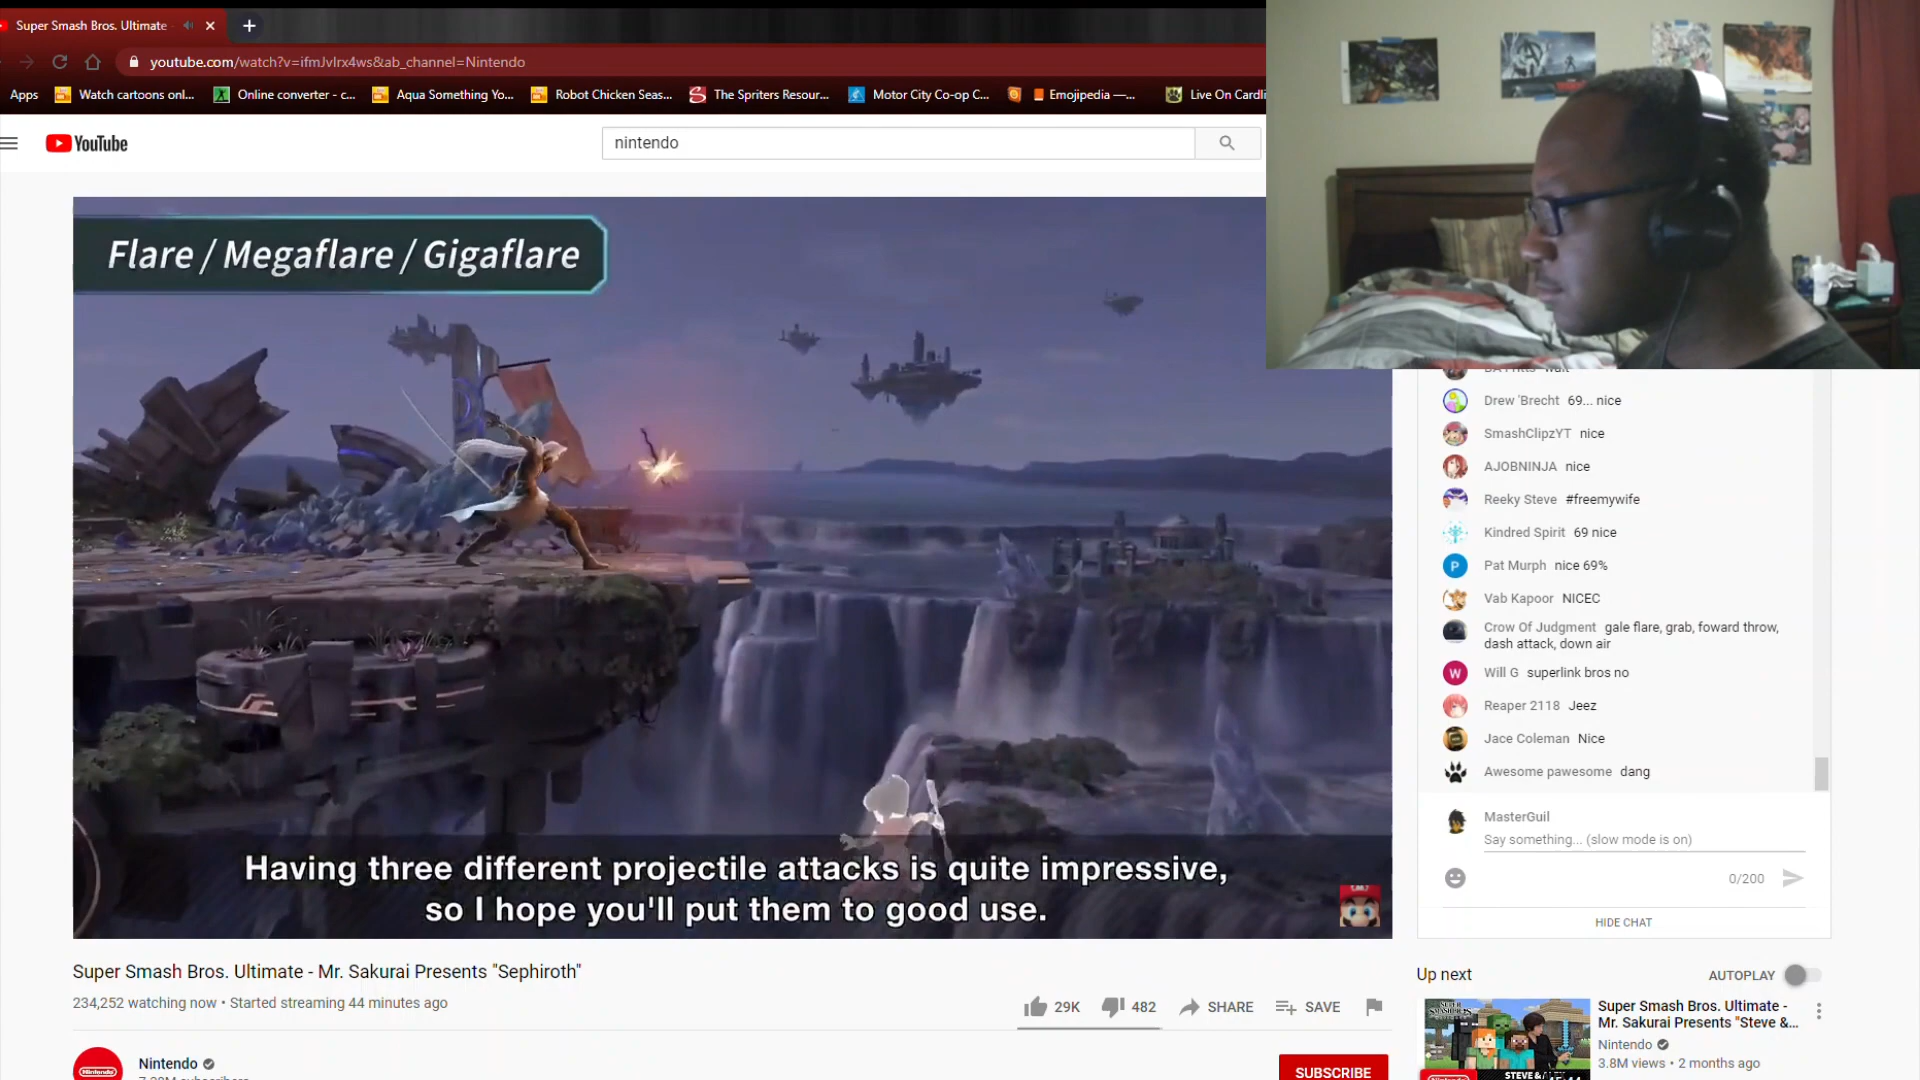 Super Smash Bros. Ultimate
youtube.com/watch?v=ifmJvlrx4ws&ab_channel=Nintendo
Apps Watch cartoons onl... Online converter - c... Aqua Something Yo... Robot Chicken Seas... The Spriters Resour... Motor City Co-op C... Emojipedia —... Live On Cardli
YouTube
nintendo
Flare / Megaflare / Gigaflare
Having three different projectile attacks is quite impressive,
so I hope you'll put them to good use.
Drew 'Brecht 69... nice
SmashClipzYT nice
AJOBNINJA nice
Reeky Steve #freemywife
Kindred Spirit 69 nice
P Pat Murph nice 69%
Vab Kapoor NICEC
Crow Of Judgment gale flare, grab, foward throw,
dash attack, down air
W Will G superlink bros no
Reaper 2118 Jeez
Jace Coleman Nice
Awesome pawesome dang
MasterGuil
Say something... (slow mode is on)
0/200
HIDE CHAT
Super Smash Bros. Ultimate - Mr. Sakurai Presents "Sephiroth"
234,252 watching now • Started streaming 44 minutes ago
29K 482 SHARE SAVE
Nintendo
SUBSCRIBE
Up next AUTOPLAY
Super Smash Bros. Ultimate -
Mr. Sakurai Presents "Steve &...
Nintendo
3.8M views • 2 months ago